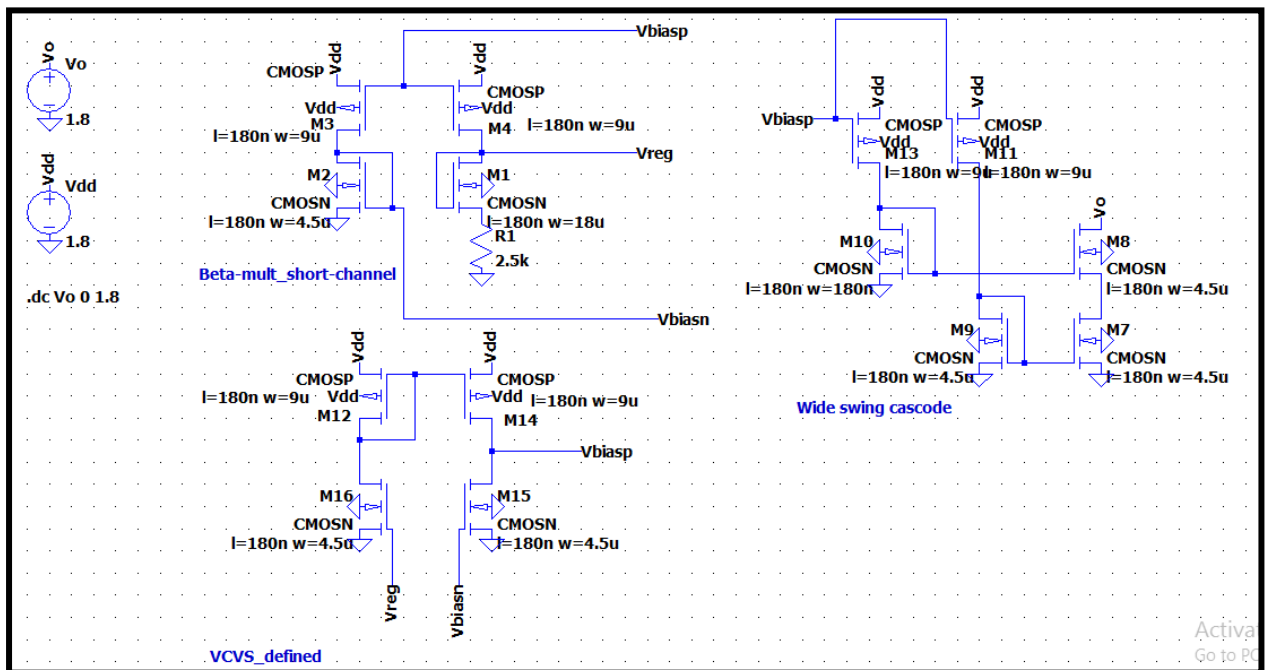 Vo
Vo
1.8
Vdd
Vdd
1.8
.dc Vo 0 1.8
Vbiasp
Vdd
CMOSP
Vdd
M3
l=180n w=9u
Vdd
CMOSP
Vdd
l=180n w=9u
M4
Vreg
M2
CMOSN
l=180n w=4.5u
M1
CMOSN
l=180n w=18u
R1
2.5k
Beta-mult_short-channel
Vbiasn
Vdd
CMOSP
l=180n w=9u
Vdd
M12
Vdd
CMOSP
Vdd
l=180n w=9u
M14
Vbiasp
M16
CMOSN
l=180n w=4.5u
M15
CMOSN
l=180n w=4.5u
Vreg
Vbiasn
VCVS_defined
Vbiasp
Vdd
CMOSP
Vdd
M13
l=180n w=9u
Vdd
CMOSP
Vdd
M11
l=180n w=9u
M10
CMOSN
l=180n w=180n
Vo
M8
CMOSN
l=180n w=4.5u
M9
CMOSN
l=180n w=4.5u
M7
CMOSN
l=180n w=4.5u
Wide swing cascode
Activa
Go to PC